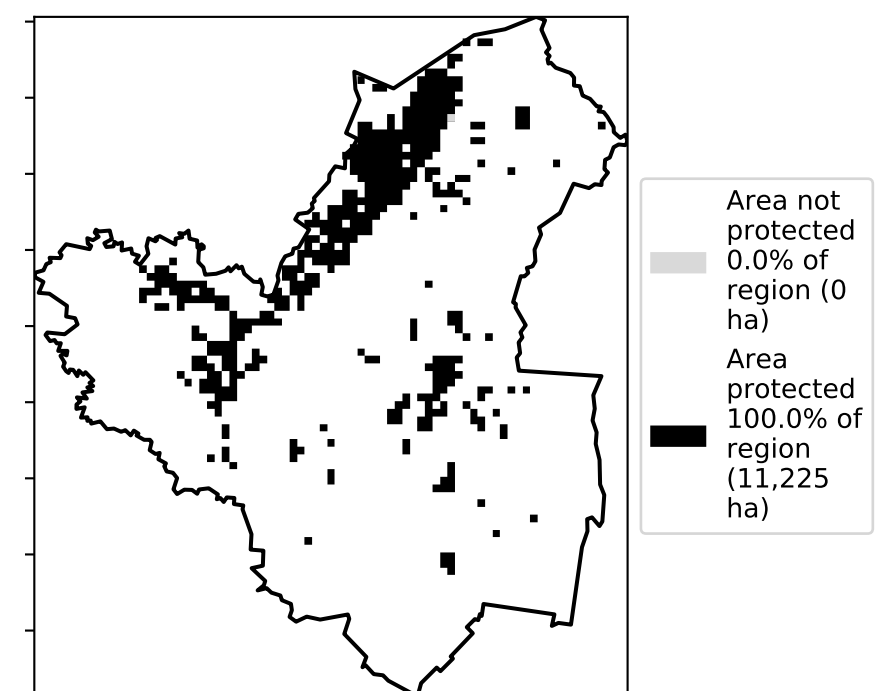 Area not
protected
0.0% of
region (0
ha)
Area
protected
100.0% of
region
(11,225
ha)